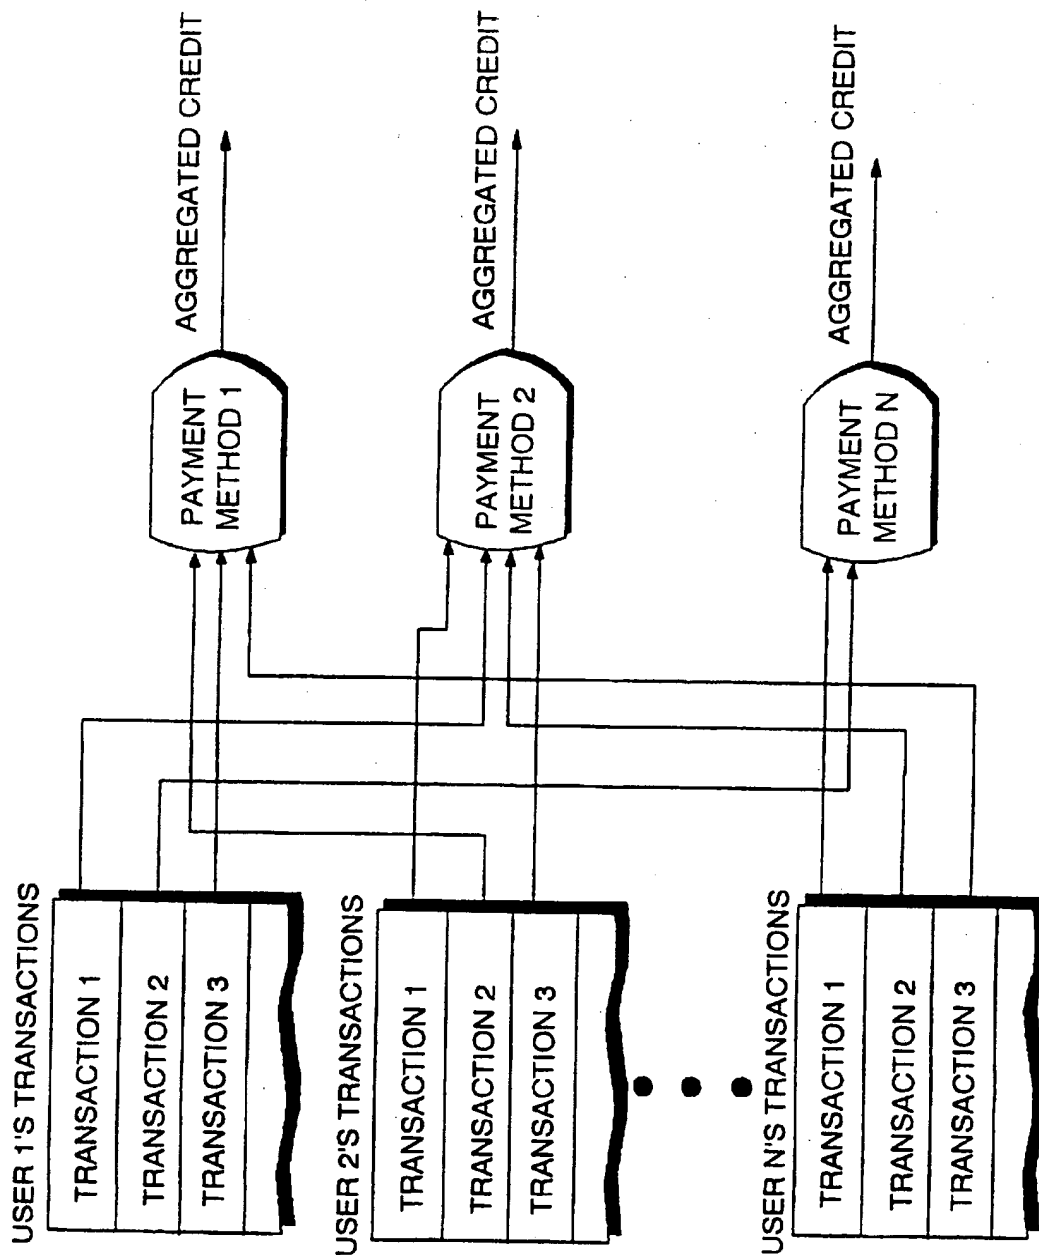 USER 1'S TRANSACTIONS
TRANSACTION 1
TRANSACTION 2
TRANSACTION 3
USER 2'S TRANSACTIONS
TRANSACTION 1
TRANSACTION 2
TRANSACTION 3
USER N'S TRANSACTIONS
TRANSACTION 1
TRANSACTION 2
TRANSACTION 3
PAYMENT
METHOD 1
PAYMENT
METHOD 2
PAYMENT
METHOD N
AGGREGATED CREDIT
AGGREGATED CREDIT
AGGREGATED CREDIT